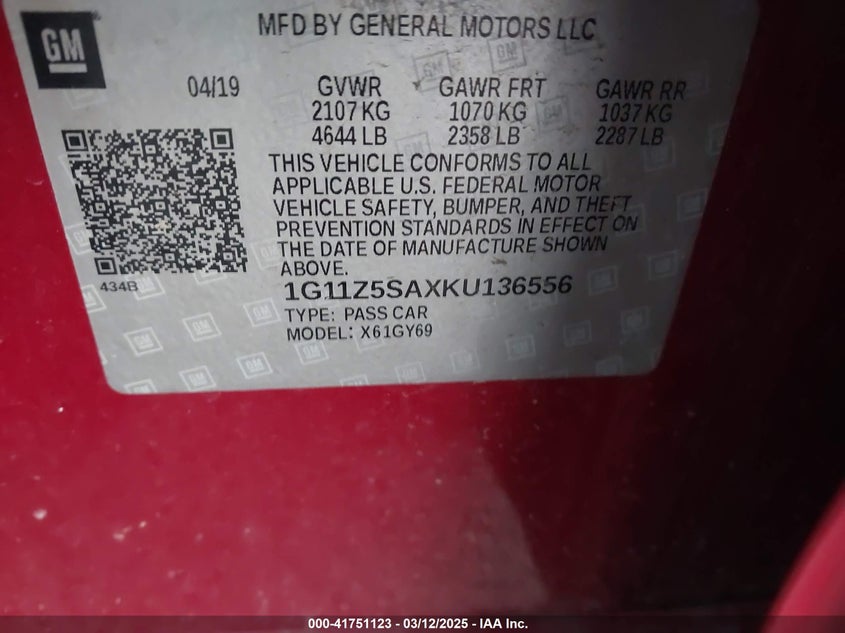 GM
MFD BY GENERAL MOTORS LLC
04/19 GVWR GAWR FRT GAWR RR
2107 KG 1070 KG 1037 KG
4644 LB 2358 LB 2287 LB
THIS VEHICLE CONFORMS TO ALL
APPLICABLE U.S. FEDERAL MOTOR
VEHICLE SAFETY, BUMPER, AND THEFT
PREVENTION STANDARDS IN EFFECT ON
THE DATE OF MANUFACTURE SHOWN
ABOVE.
434B
1G11Z5SAXKU136556
TYPE: PASS CAR
MODEL: X61GY69
000-41751123 - 03/12/2025 - IAA Inc.